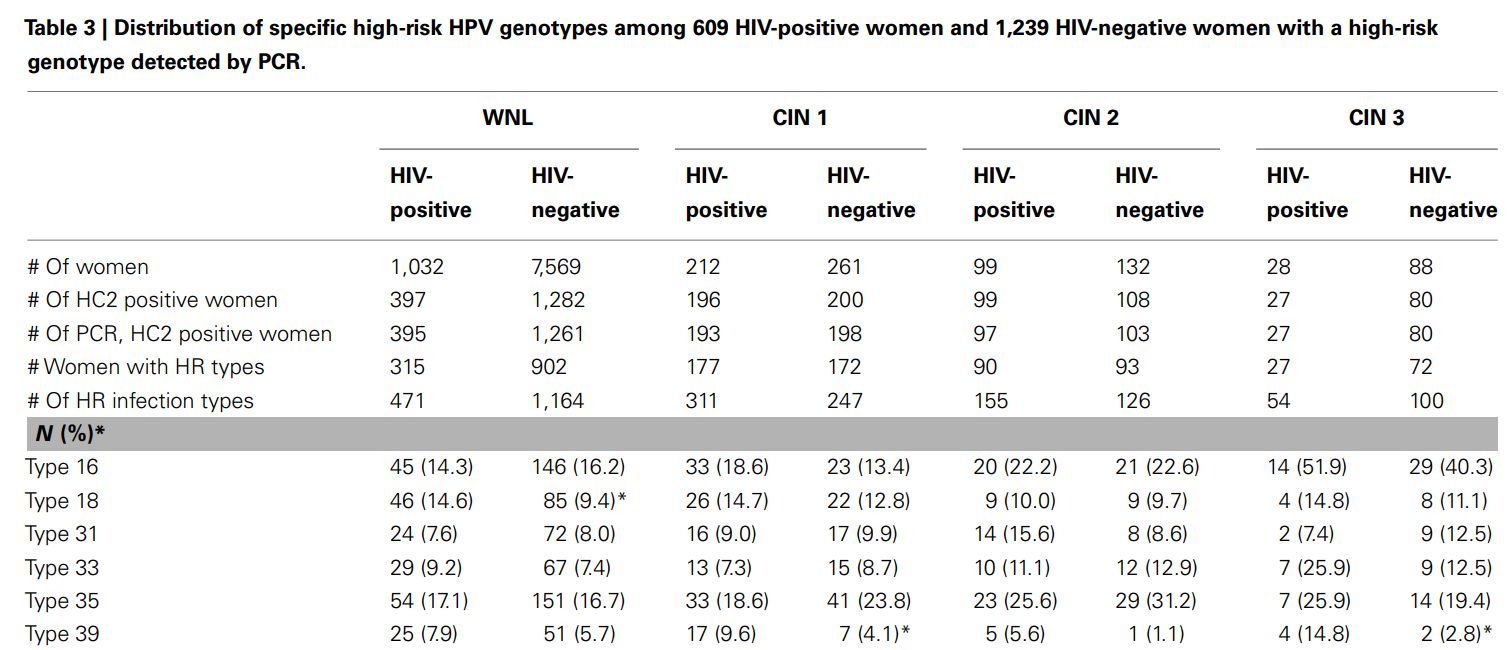 Table 3 | Distribution of specific high-risk HPV genotypes among 609 HIV-positive women and 1,239 HIV-negative women with a high-risk
genotype detected by PCR.
WNL CIN 1 CIN 2 CIN 3
HIV- HIV- HIV- HIV- HIV- HIV- HIV- HIV-
positive negative positive negative positive negative positive negative
# Of women 1,032 7,569 212 261 99 132 28 88
# Of HC2 positive women 397 1,282 196 200 99 108 27 80
# Of PCR, HC2 positive women 395 1,261 193 198 97 103 27 80
# Women with HR types 315 902 177 172 90 93 27 72
# Of HR infection types 471 1,164 311 247 155 126 54 100
N (%)*
Type 16 45 (14.3) 146 (16.2) 33 (18.6) 23 (13.4) 20 (22.2) 21 (22.6) 14 (51.9) 29 (40.3)
Type 18 46 (14.6) 85 (9.4)* 26 (14.7) 22 (12.8) 9 (10.0) 9 (9.7) 4 (14.8) 8 (11.1)
Type 31 24 (7.6) 72 (8.0) 16 (9.0) 17 (9.9) 14 (15.6) 8 (8.6) 2 (7.4) 9 (12.5)
Type 33 29 (9.2) 67 (7.4) 13 (7.3) 15 (8.7) 10 (11.1) 12 (12.9) 7 (25.9) 9 (12.5)
Type 35 54 (17.1) 151 (16.7) 33 (18.6) 41 (23.8) 23 (25.6) 29 (31.2) 7 (25.9) 14 (19.4)
Type 39 25 (7.9) 51 (5.7) 17 (9.6) 7 (4.1)* 5 (5.6) 1 (1.1) 4 (14.8) 2 (2.8)*